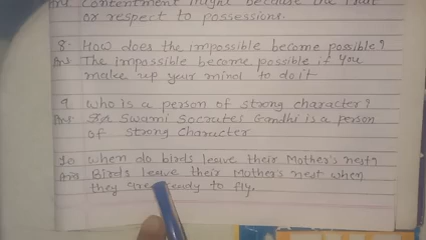 Ans Contentment might because the
or respect to possessions.
8. How does the impossible become possible?
Ans The impossible become possible if you
make up your mind to do it
9. who is a person of strong character?
Ans Swami Socrates Gandhi is a person
of strong Character
10 when do birds leave their Mother's nest?
Ans Birds leave their Mother's nest when
they are ready to fly.